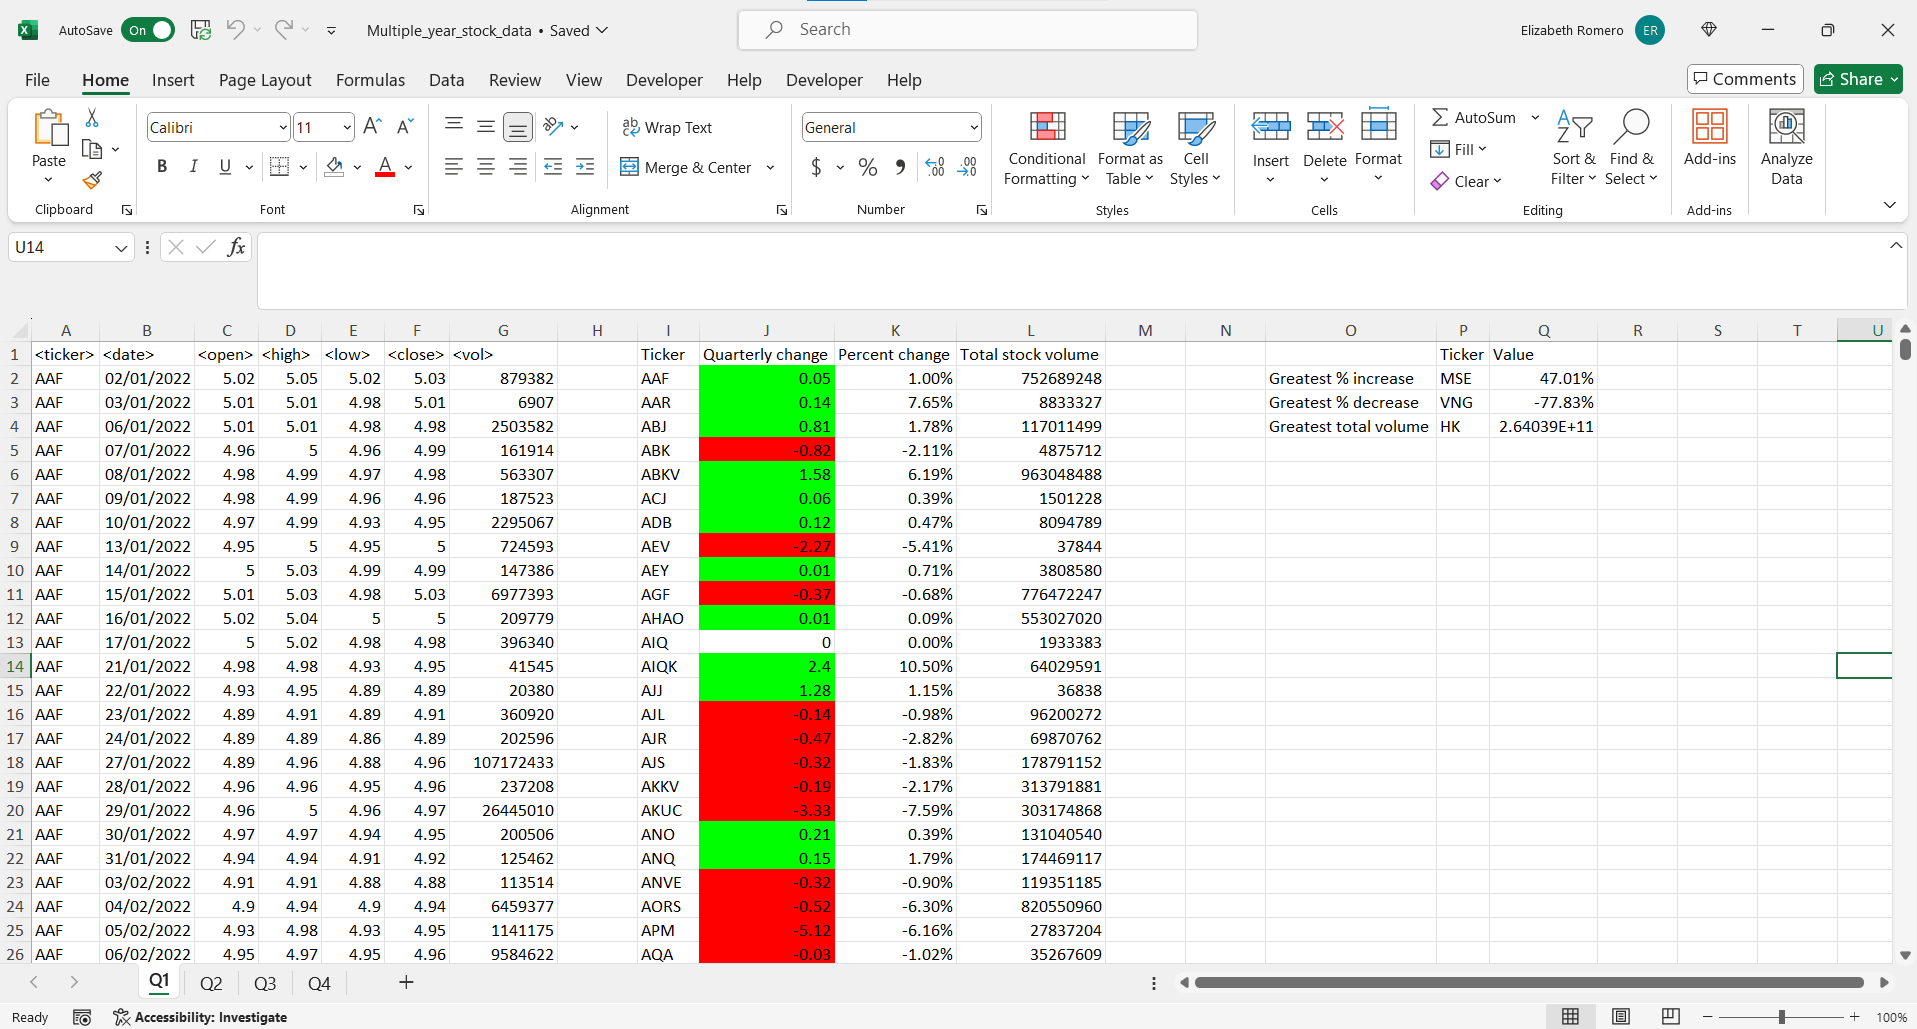 AutoSave On Multiple_year_stock_data • Saved Search Elizabeth Romero ER
File Home Insert Page Layout Formulas Data Review View Developer Help Developer Help Comments Share
Calibri 11 Wrap Text General AutoSum
Paste B I U A Merge & Center $ % Conditional Formatting Format as Table Cell Styles Insert Delete Format Fill Clear Sort & Filter Find & Select Add-ins Analyze Data
Clipboard Font Alignment Number Styles Cells Editing Add-ins
U14 fx
A B C D E F G H I J K L M N O P Q R S T U
1 <ticker> <date> <open> <high> <low> <close> <vol> Ticker Quarterly change Percent change Total stock volume Ticker Value
2 AAF 02/01/2022 5.02 5.05 5.02 5.03 879382 AAF 0.05 1.00% 752689248 Greatest % increase MSE 47.01%
3 AAF 03/01/2022 5.01 5.01 4.98 5.01 6907 AAR 0.14 7.65% 8833327 Greatest % decrease VNG -77.83%
4 AAF 06/01/2022 5.01 5.01 4.98 4.98 2503582 ABJ 0.81 1.78% 117011499 Greatest total volume HK 2.64039E+11
5 AAF 07/01/2022 4.96 5 4.96 4.99 161914 ABK -0.82 -2.11% 4875712
6 AAF 08/01/2022 4.98 4.99 4.97 4.98 563307 ABKV 1.58 6.19% 963048488
7 AAF 09/01/2022 4.98 4.99 4.96 4.96 187523 ACJ 0.06 0.39% 1501228
8 AAF 10/01/2022 4.97 4.99 4.93 4.95 2295067 ADB 0.12 0.47% 8094789
9 AAF 13/01/2022 4.95 5 4.95 5 724593 AEV -2.27 -5.41% 37844
10 AAF 14/01/2022 5 5.03 4.99 4.99 147386 AEY 0.01 0.71% 3808580
11 AAF 15/01/2022 5.01 5.03 4.98 5.03 6977393 AGF -0.37 -0.68% 776472247
12 AAF 16/01/2022 5.02 5.04 5 5 209779 AHAO 0.01 0.09% 553027020
13 AAF 17/01/2022 5 5.02 4.98 4.98 396340 AIQ 0 0.00% 1933383
14 AAF 21/01/2022 4.98 4.98 4.93 4.95 41545 AIQK 2.4 10.50% 64029591
15 AAF 22/01/2022 4.93 4.95 4.89 4.89 20380 AJJ 1.28 1.15% 36838
16 AAF 23/01/2022 4.89 4.91 4.89 4.91 360920 AJL -0.14 -0.98% 96200272
17 AAF 24/01/2022 4.89 4.89 4.86 4.89 202596 AJR -0.47 -2.82% 69870762
18 AAF 27/01/2022 4.89 4.96 4.88 4.96 107172433 AJS -0.32 -1.83% 178791152
19 AAF 28/01/2022 4.96 4.96 4.95 4.96 237208 AKKV -0.19 -2.17% 313791881
20 AAF 29/01/2022 4.96 5 4.96 4.97 26445010 AKUC -3.33 -7.59% 303174868
21 AAF 30/01/2022 4.97 4.97 4.94 4.95 200506 ANO 0.21 0.39% 131040540
22 AAF 31/01/2022 4.94 4.94 4.91 4.92 125462 ANQ 0.15 1.79% 174469117
23 AAF 03/02/2022 4.91 4.91 4.88 4.88 113514 ANVE -0.32 -0.90% 119351185
24 AAF 04/02/2022 4.9 4.94 4.9 4.94 6459377 AORS -0.52 -6.30% 820550960
25 AAF 05/02/2022 4.93 4.98 4.93 4.95 1141175 APM -5.12 -6.16% 27837204
26 AAF 06/02/2022 4.95 4.97 4.95 4.96 9584622 AQA -0.03 -1.02% 35267609
Q1 Q2 Q3 Q4
Ready Accessibility: Investigate 100%